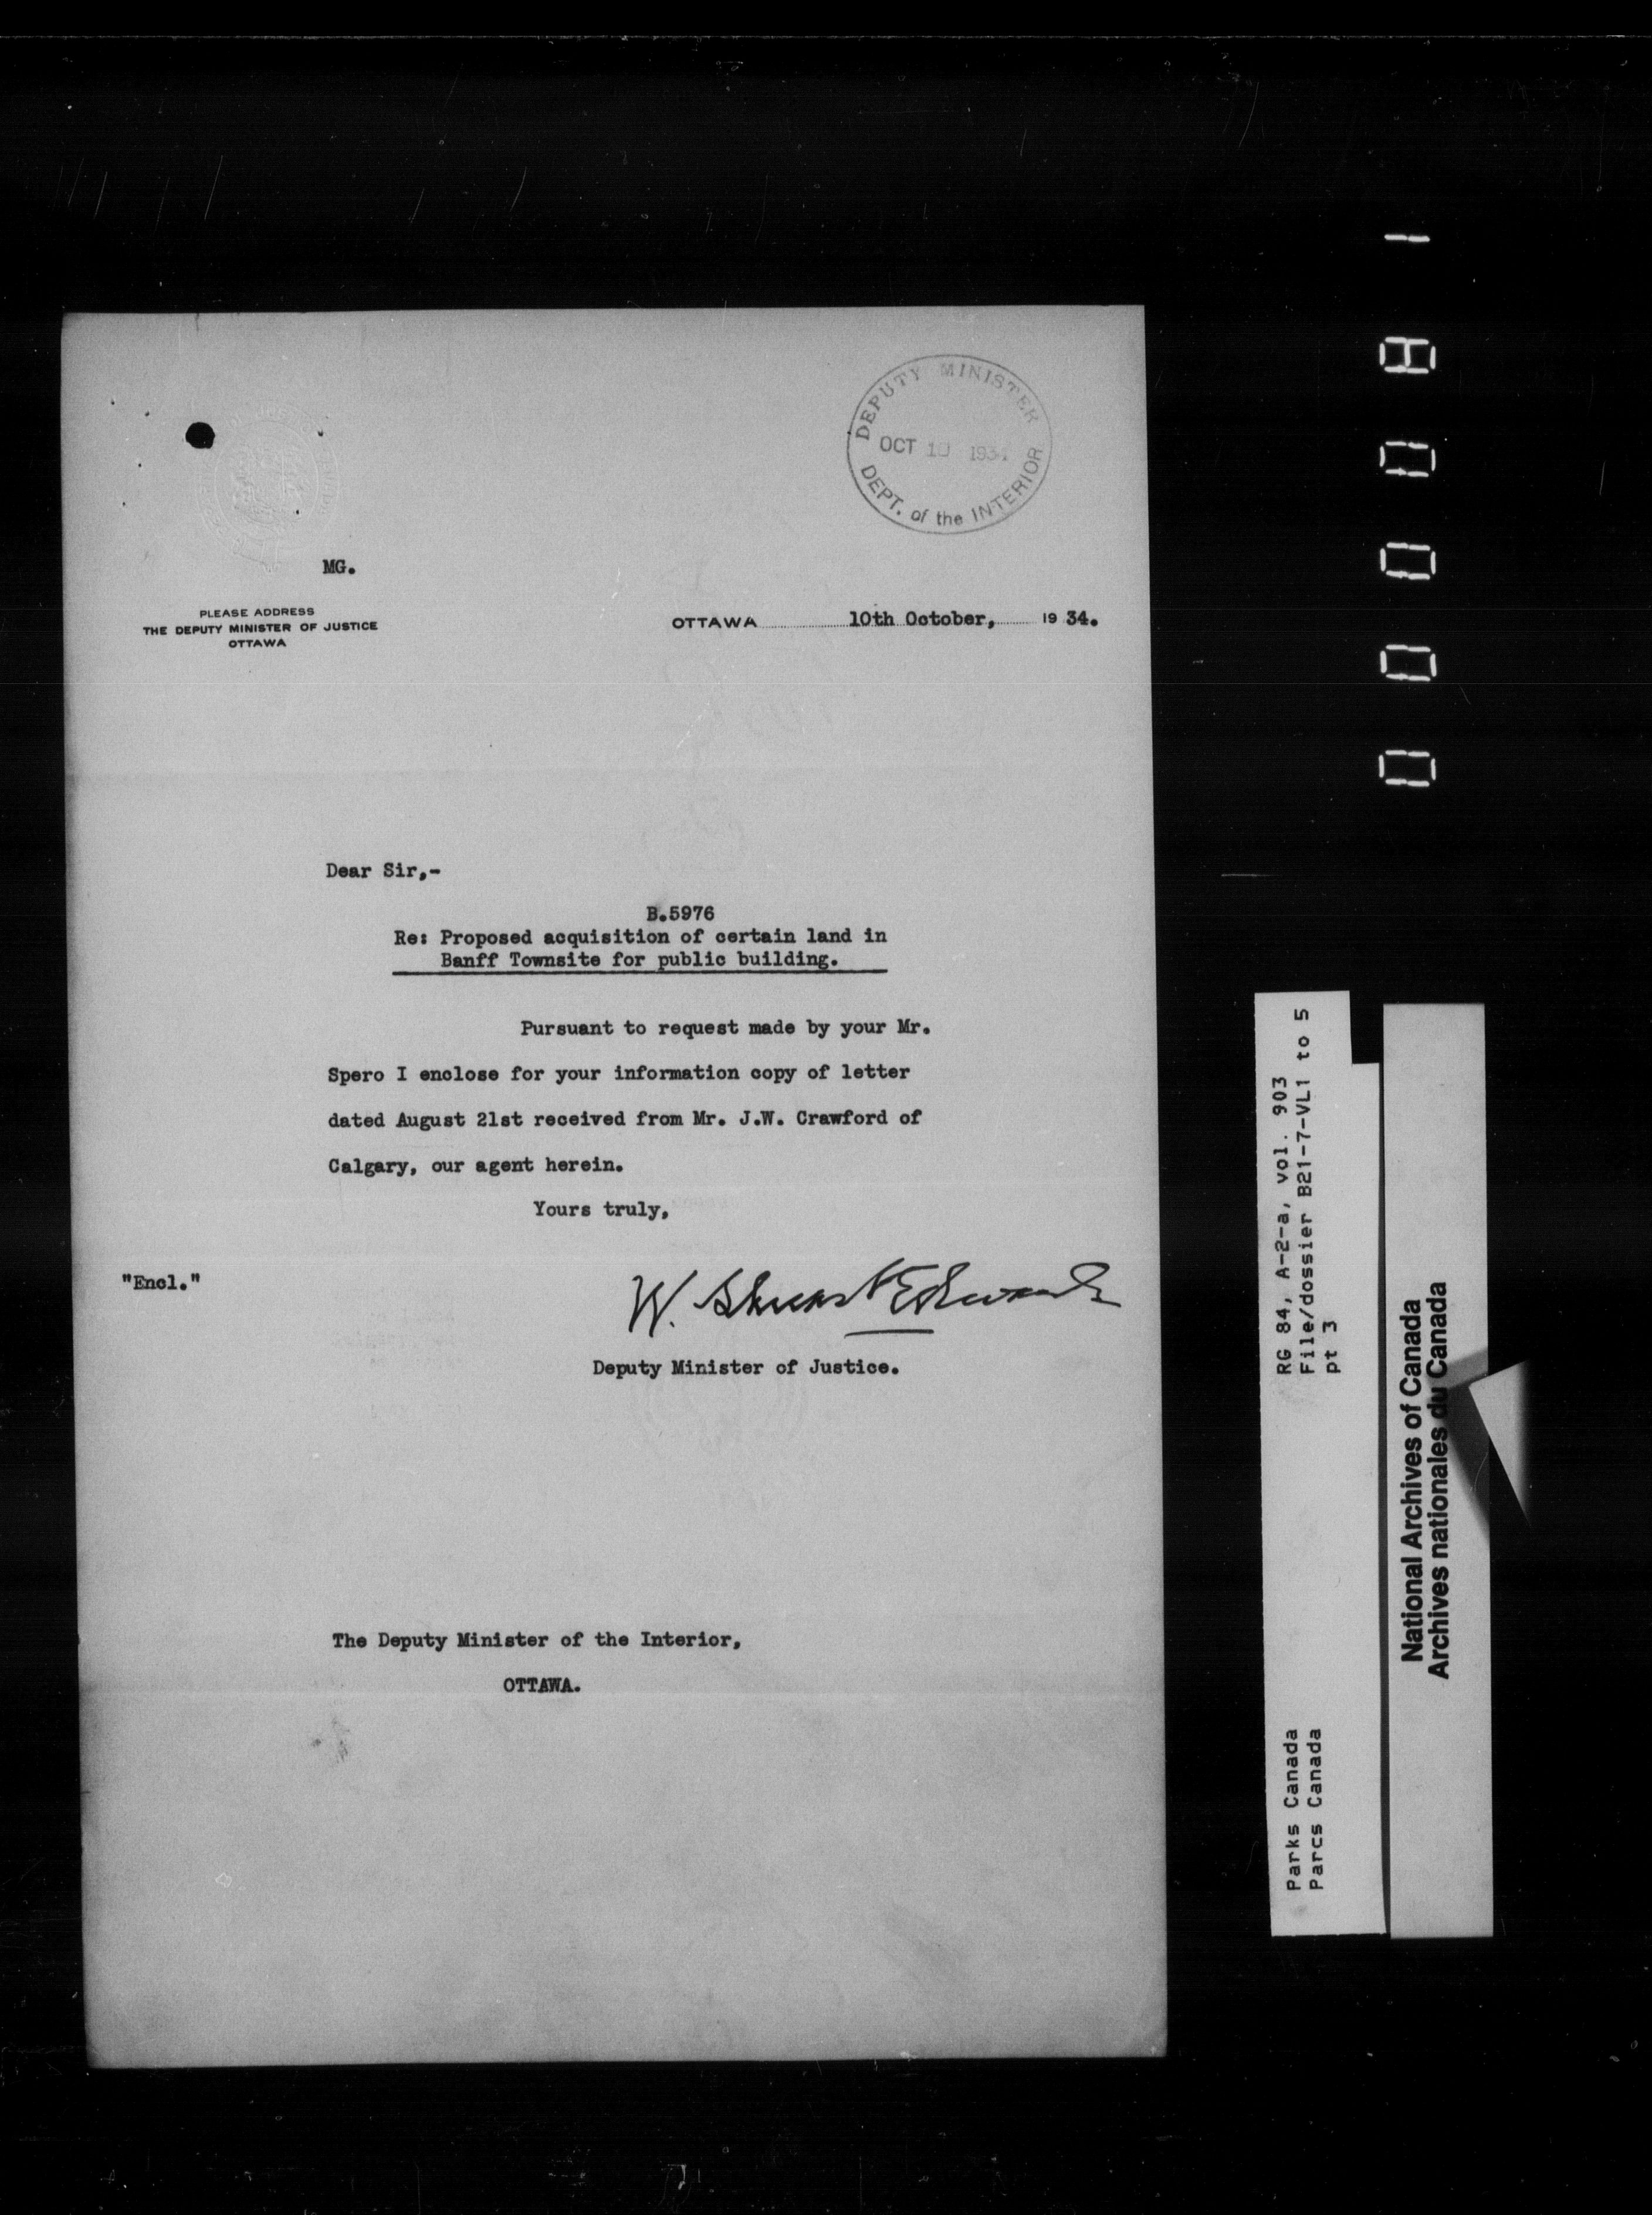 DEPUTY MINISTER
OCT 10 1934
DEPT. of the INTERIOR
MG.
PLEASE ADDRESS
THE DEPUTY MINISTER OF JUSTICE
OTTAWA
OTTAWA 10th October, 19 34.
Dear Sir,-
B.5976
Re: Proposed acquisition of certain land in
Banff Townsite for public building.
Pursuant to request made by your Mr.
Spero I enclose for your information copy of letter
dated August 21st received from Mr. J.W. Crawford of
Calgary, our agent herein.
Yours truly,
"Encl."
W. Stuart Edwards
Deputy Minister of Justice.
The Deputy Minister of the Interior,
OTTAWA.
RG 84, A-2-a, vol. 903
File/dossier B21-7-VL1 to 5
pt 3
Parks Canada
Parcs Canada
National Archives of Canada
Archives nationales du Canada